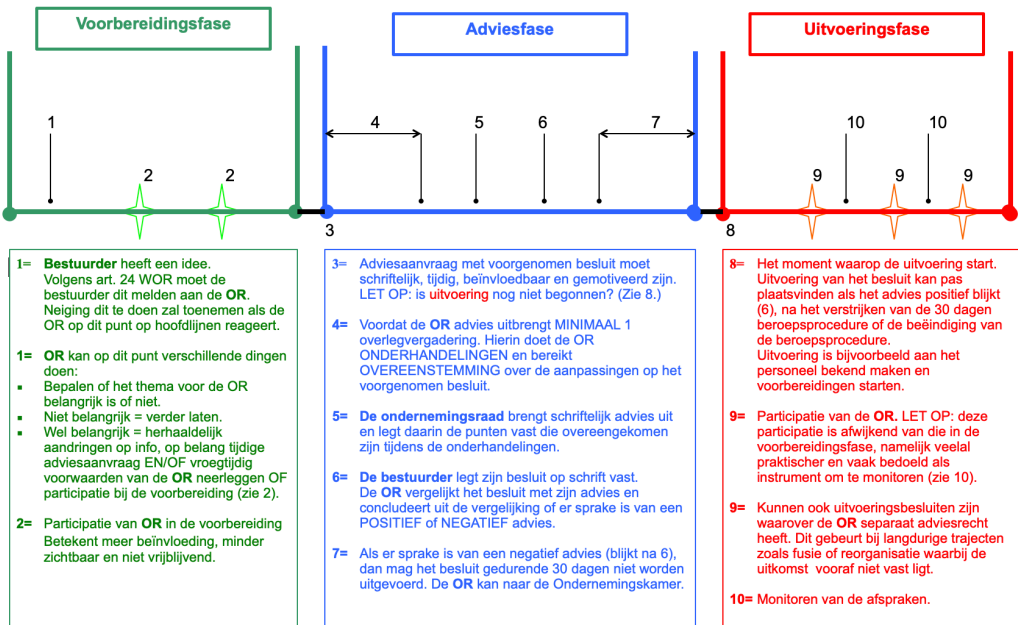 Voorbereidingsfase
Adviesfase
Uitvoeringsfase
1
2
2
3
4
5
6
7
8
9
10
9
10
9
1= Bestuurder heeft een idee.
Volgens art. 24 WOR moet de
bestuurder dit melden aan de OR.
Neiging dit te doen zal toenemen als de
OR op dit punt op hoofdlijnen reageert.
1= OR kan op dit punt verschillende dingen
doen:
▪ Bepalen of het thema voor de OR
belangrijk is of niet.
▪ Niet belangrijk = verder laten.
▪ Wel belangrijk = herhaaldelijk
aandringen op info, op belang tijdige
adviesaanvraag EN/OF vroegtijdig
voorwaarden van de OR neerleggen OF
participatie bij de voorbereiding (zie 2).
2= Participatie van OR in de voorbereiding
Betekent meer beïnvloeding, minder
zichtbaar en niet vrijblijvend.
3= Adviesaanvraag met voorgenomen besluit moet
schriftelijk, tijdig, beïnvloedbaar en gemotiveerd zijn.
LET OP: is uitvoering nog niet begonnen? (Zie 8.)
4= Voordat de OR advies uitbrengt MINIMAAL 1
overlegvergadering. Hierin doet de OR
ONDERHANDELINGEN en bereikt
OVEREENSTEMMING over de aanpassingen op het
voorgenomen besluit.
5= De ondernemingsraad brengt schriftelijk advies uit
en legt daarin de punten vast die overeengekomen
zijn tijdens de onderhandelingen.
6= De bestuurder legt zijn besluit op schrift vast.
De OR vergelijkt het besluit met zijn advies en
concludeert uit de vergelijking of er sprake is van een
POSITIEF of NEGATIEF advies.
7= Als er sprake is van een negatief advies (blijkt na 6),
dan mag het besluit gedurende 30 dagen niet worden
uitgevoerd. De OR kan naar de Ondernemingskamer.
8= Het moment waarop de uitvoering start.
Uitvoering van het besluit kan pas
plaatsvinden als het advies positief blijkt
(6), na het verstrijken van de 30 dagen
beroepsprocedure of de beëindiging van
de beroepsprocedure.
Uitvoering is bijvoorbeeld aan het
personeel bekend maken en
voorbereidingen starten.
9= Participatie van de OR. LET OP: deze
participatie is afwijkend van die in de
voorbereidingsfase, namelijk veelal
praktischer en vaak bedoeld als
instrument om te monitoren (zie 10).
9= Kunnen ook uitvoeringsbesluiten zijn
waarover de OR separaat adviesrecht
heeft. Dit gebeurt bij langdurige trajecten
zoals fusie of reorganisatie waarbij de
uitkomst vooraf niet vast ligt.
10= Monitoren van de afspraken.